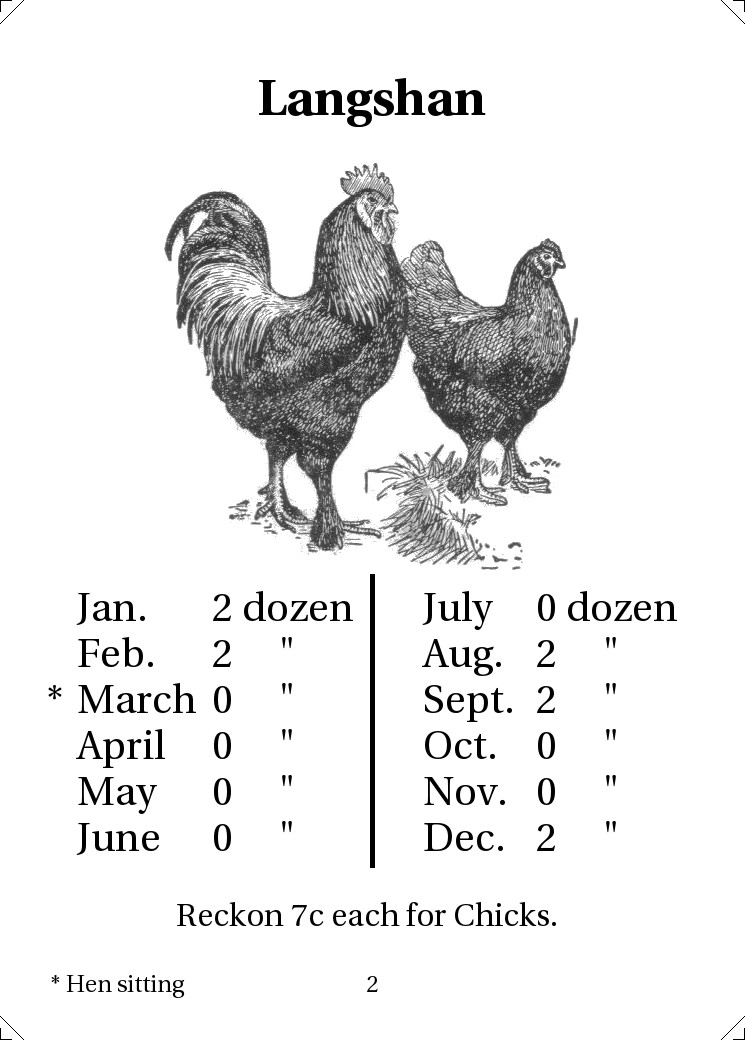 Langshan
Jan. 2 dozen
Feb. 2 "
* March 0 "
April 0 "
May 0 "
June 0 "
July 0 dozen
Aug. 2 "
Sept. 2 "
Oct. 0 "
Nov. 0 "
Dec. 2 "
Reckon 7c each for Chicks.
* Hen sitting
2